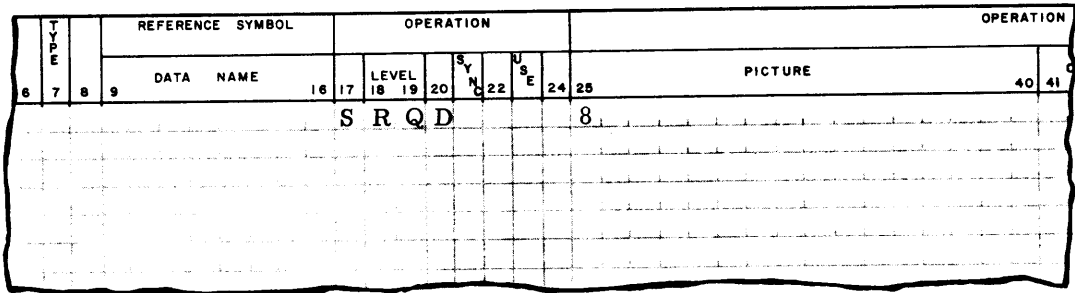 TYPE REFERENCE SYMBOL OPERATION OPERATION
DATA NAME LEVEL SYNC USE PICTURE
6 7 8 9 16 17 18 19 20 22 24 25 40 41
S R Q D 8